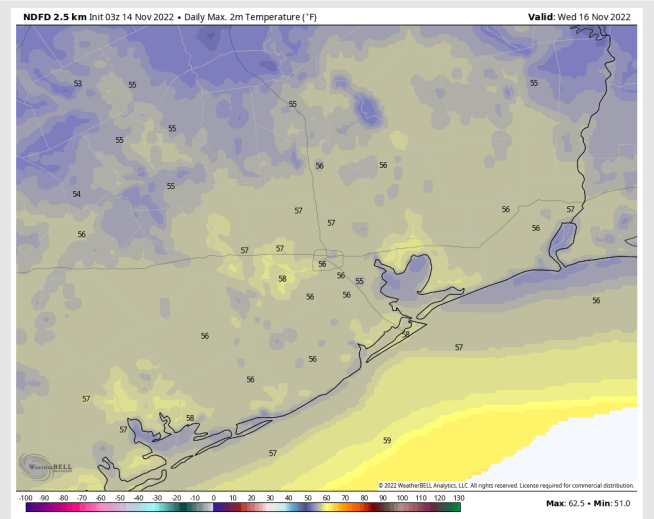 NDFD 2.5 km Init 03z 14 Nov 2022 • Daily Max. 2m Temperature (°F)
Valid: Wed 16 Nov 2022
53 55 55 55
55 55
56 56
54 55
57 57 56 57
56 56
57 57
56
58 56 55
56 56 56
56 58 57
56
56
57 58
57
57 59
WEATHERBELL
© 2022 WeatherBELL Analytics, LLC. All rights reserved. License required for commercial distribution.
-100 -90 -80 -70 -60 -50 -40 -30 -20 -10 0 10 20 30 40 50 60 70 80 90 100 110 120 130
Max: 62.5 • Min: 51.0